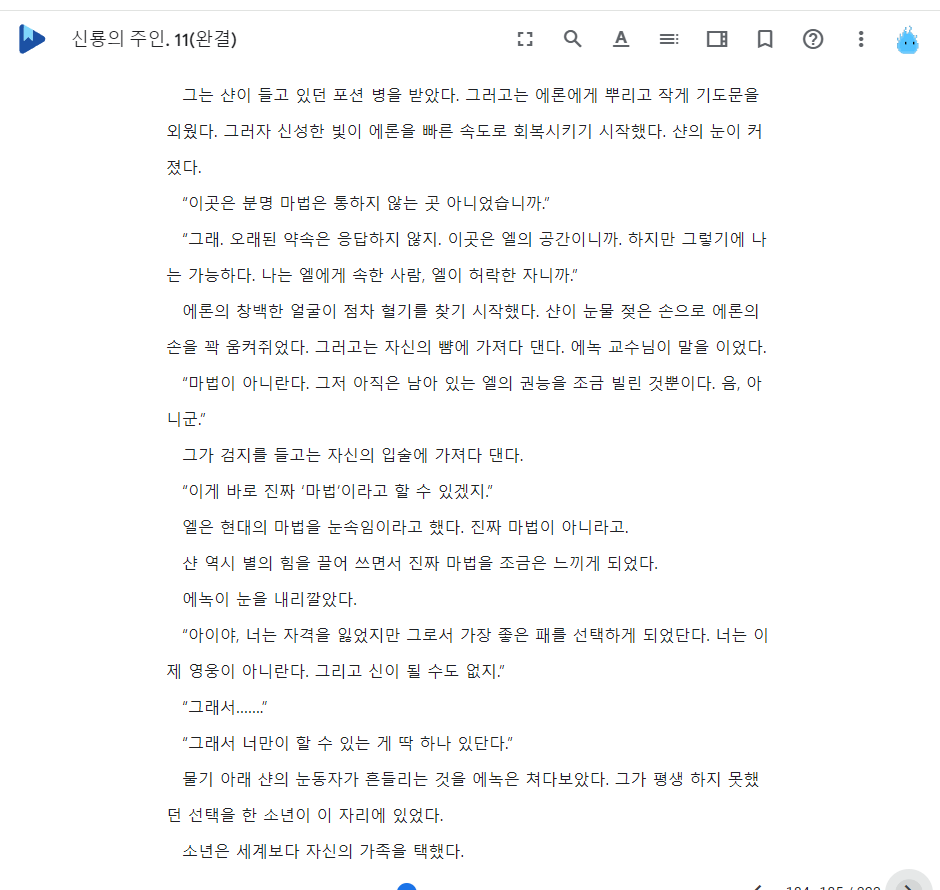 신룡의 주인. 11(완결)
그는 샨이 들고 있던 포션 병을 받았다. 그러고는 에론에게 뿌리고 작게 기도문을
외웠다. 그러자 신성한 빛이 에론을 빠른 속도로 회복시키기 시작했다. 샨의 눈이 커
졌다.
“이곳은 분명 마법은 통하지 않는 곳 아니었습니까.”
“그래. 오래된 약속은 응답하지 않지. 이곳은 엘의 공간이니까. 하지만 그렇기에 나
는 가능하다. 나는 엘에게 속한 사람, 엘이 허락한 자니까.”
에론의 창백한 얼굴이 점차 혈기를 찾기 시작했다. 샨이 눈물 젖은 손으로 에론의
손을 꽉 움켜쥐었다. 그러고는 자신의 뺨에 가져다 댄다. 에녹 교수님이 말을 이었다.
“마법이 아니란다. 그저 아직은 남아 있는 엘의 권능을 조금 빌린 것뿐이다. 음, 아
니군.”
그가 검지를 들고는 자신의 입술에 가져다 댄다.
“이게 바로 진짜 ‘마법’이라고 할 수 있겠지.”
엘은 현대의 마법을 눈속임이라고 했다. 진짜 마법이 아니라고.
샨 역시 별의 힘을 끌어 쓰면서 진짜 마법을 조금은 느끼게 되었다.
에녹이 눈을 내리깔았다.
“아이야, 너는 자격을 잃었지만 그로서 가장 좋은 패를 선택하게 되었단다. 너는 이
제 영웅이 아니란다. 그리고 신이 될 수도 없지.”
“그래서…….”
“그래서 너만이 할 수 있는 게 딱 하나 있단다.”
물기 아래 샨의 눈동자가 흔들리는 것을 에녹은 쳐다보았다. 그가 평생 하지 못했
던 선택을 한 소년이 이 자리에 있었다.
소년은 세계보다 자신의 가족을 택했다.